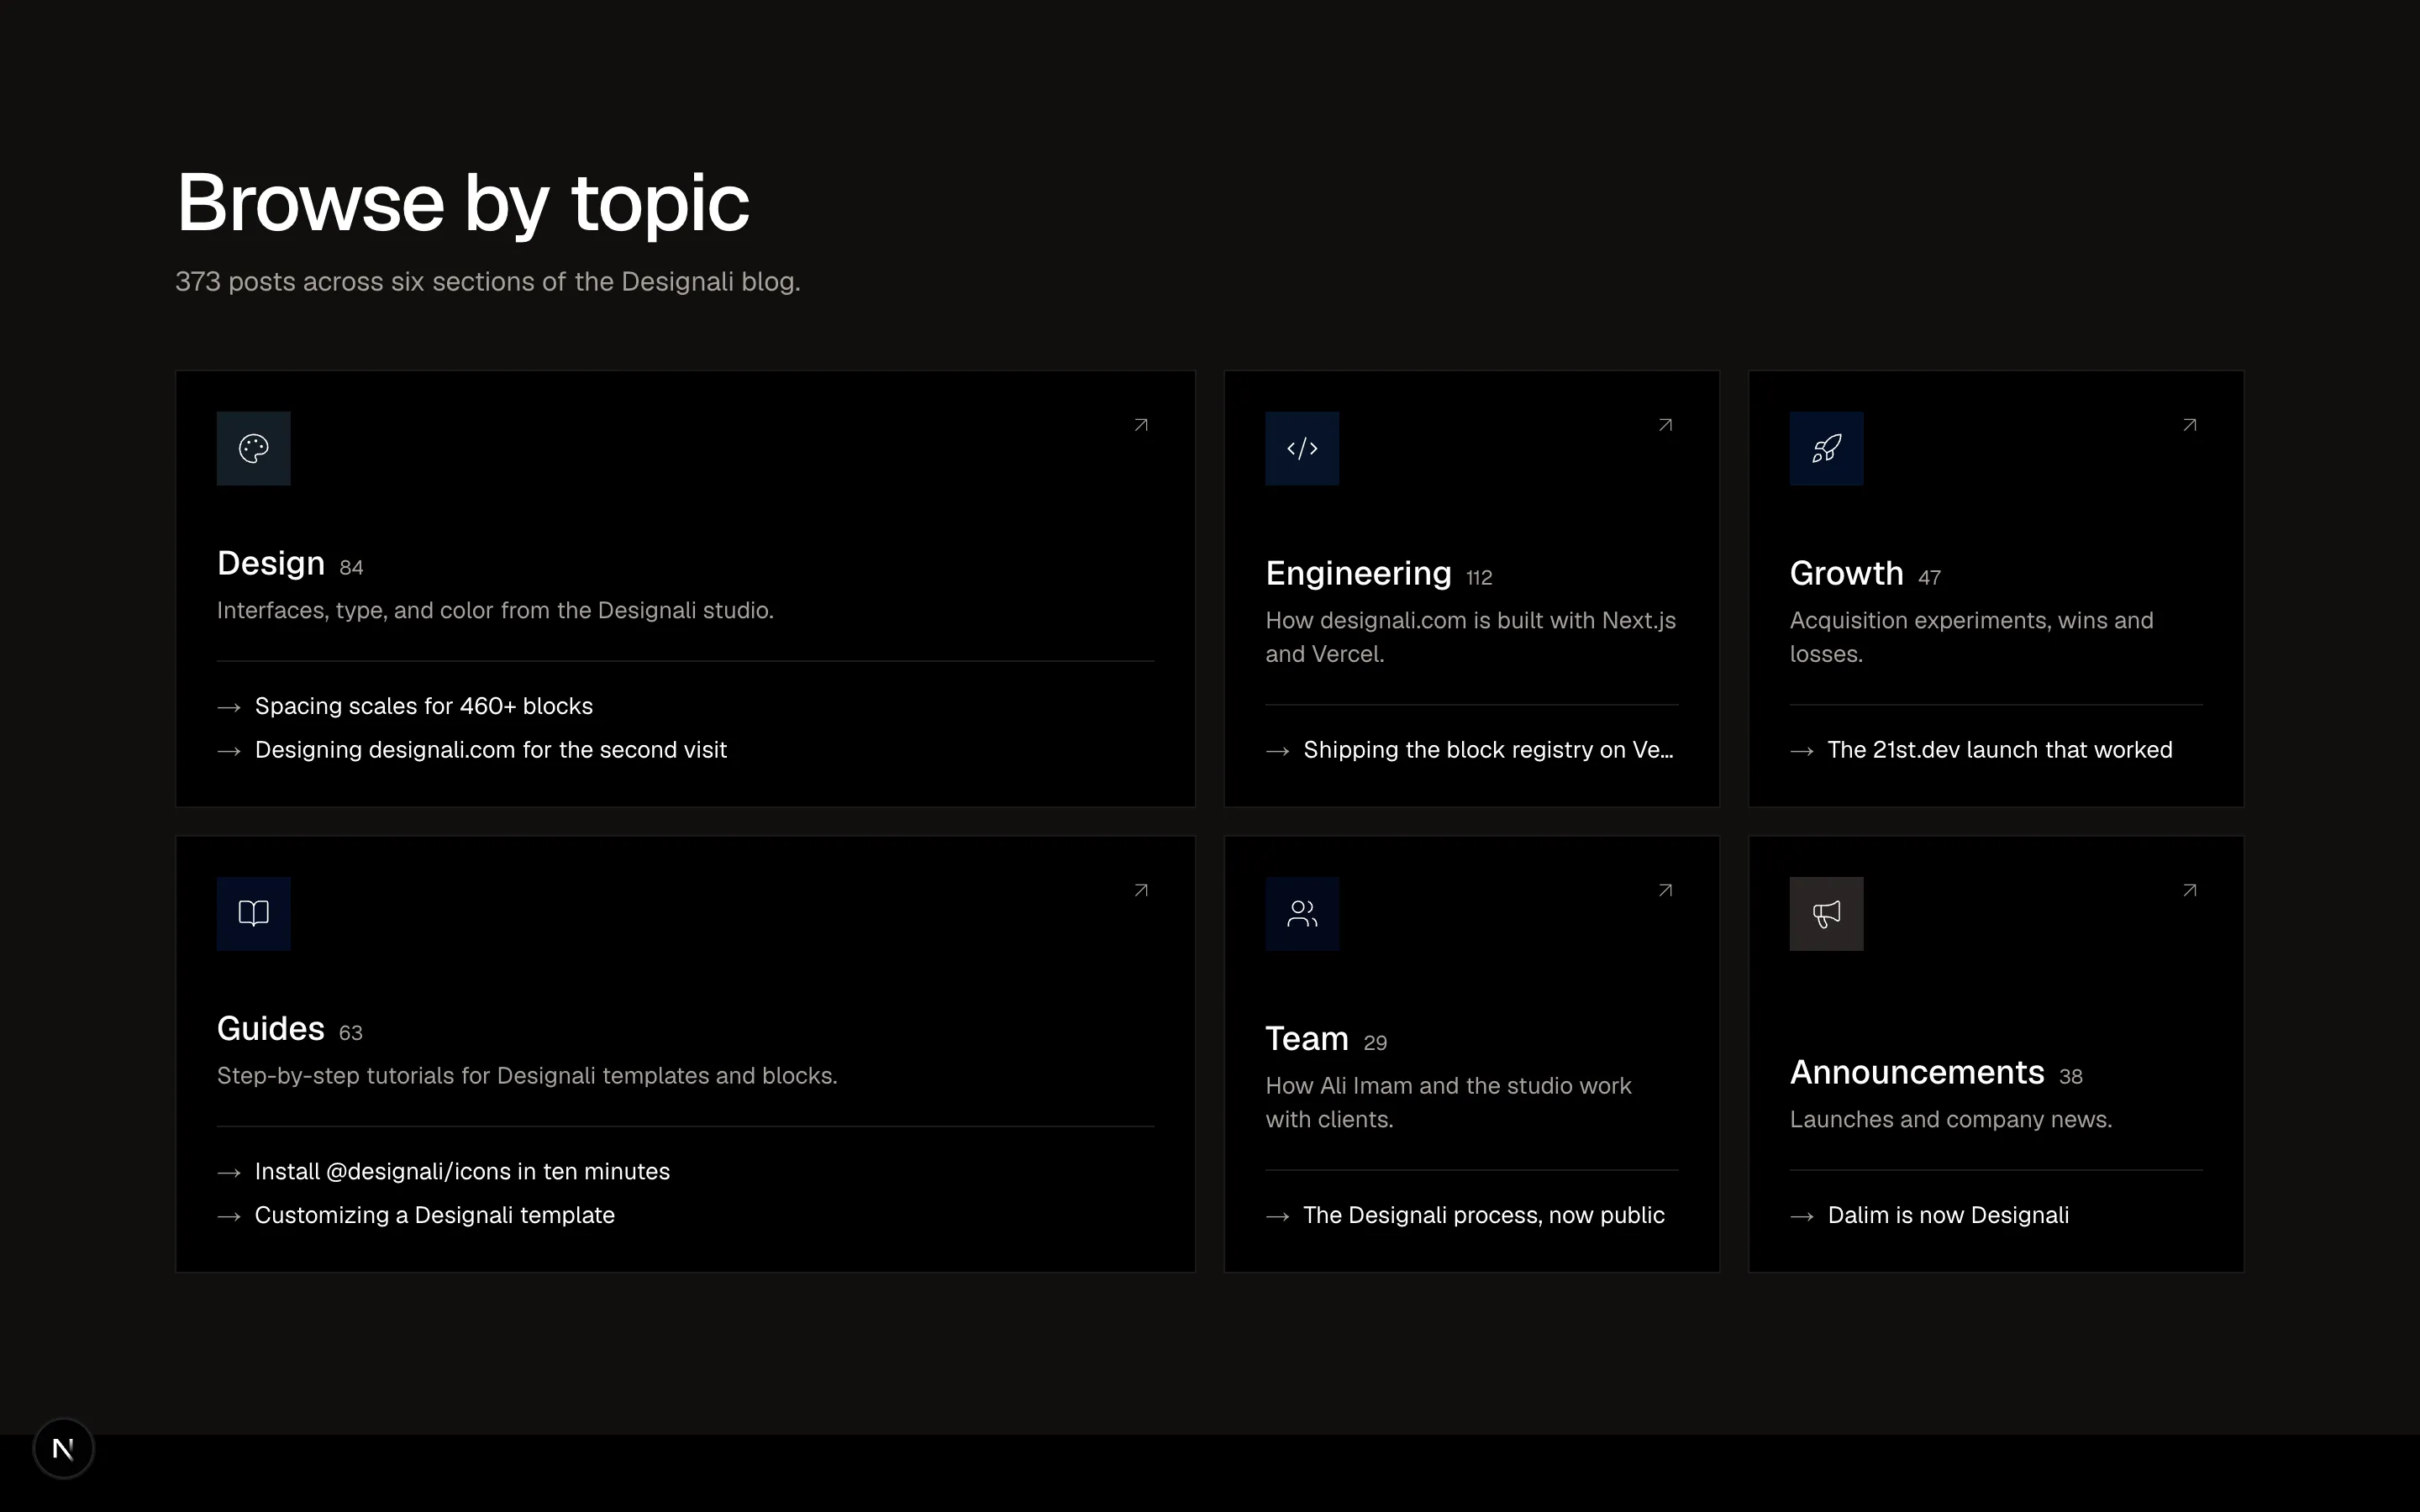 Browse by topic
373 posts across six sections of the Designali blog.
Design 84
Interfaces, type, and color from the Designali studio.
→ Spacing scales for 460+ blocks
→ Designing designali.com for the second visit
Engineering 112
How designali.com is built with Next.js
and Vercel.
→ Shipping the block registry on Ve...
Growth 47
Acquisition experiments, wins and
losses.
→ The 21st.dev launch that worked
Guides 63
Step-by-step tutorials for Designali templates and blocks.
→ Install @designali/icons in ten minutes
→ Customizing a Designali template
Team 29
How Ali Imam and the studio work
with clients.
→ The Designali process, now public
Announcements 38
Launches and company news.
→ Dalim is now Designali
N